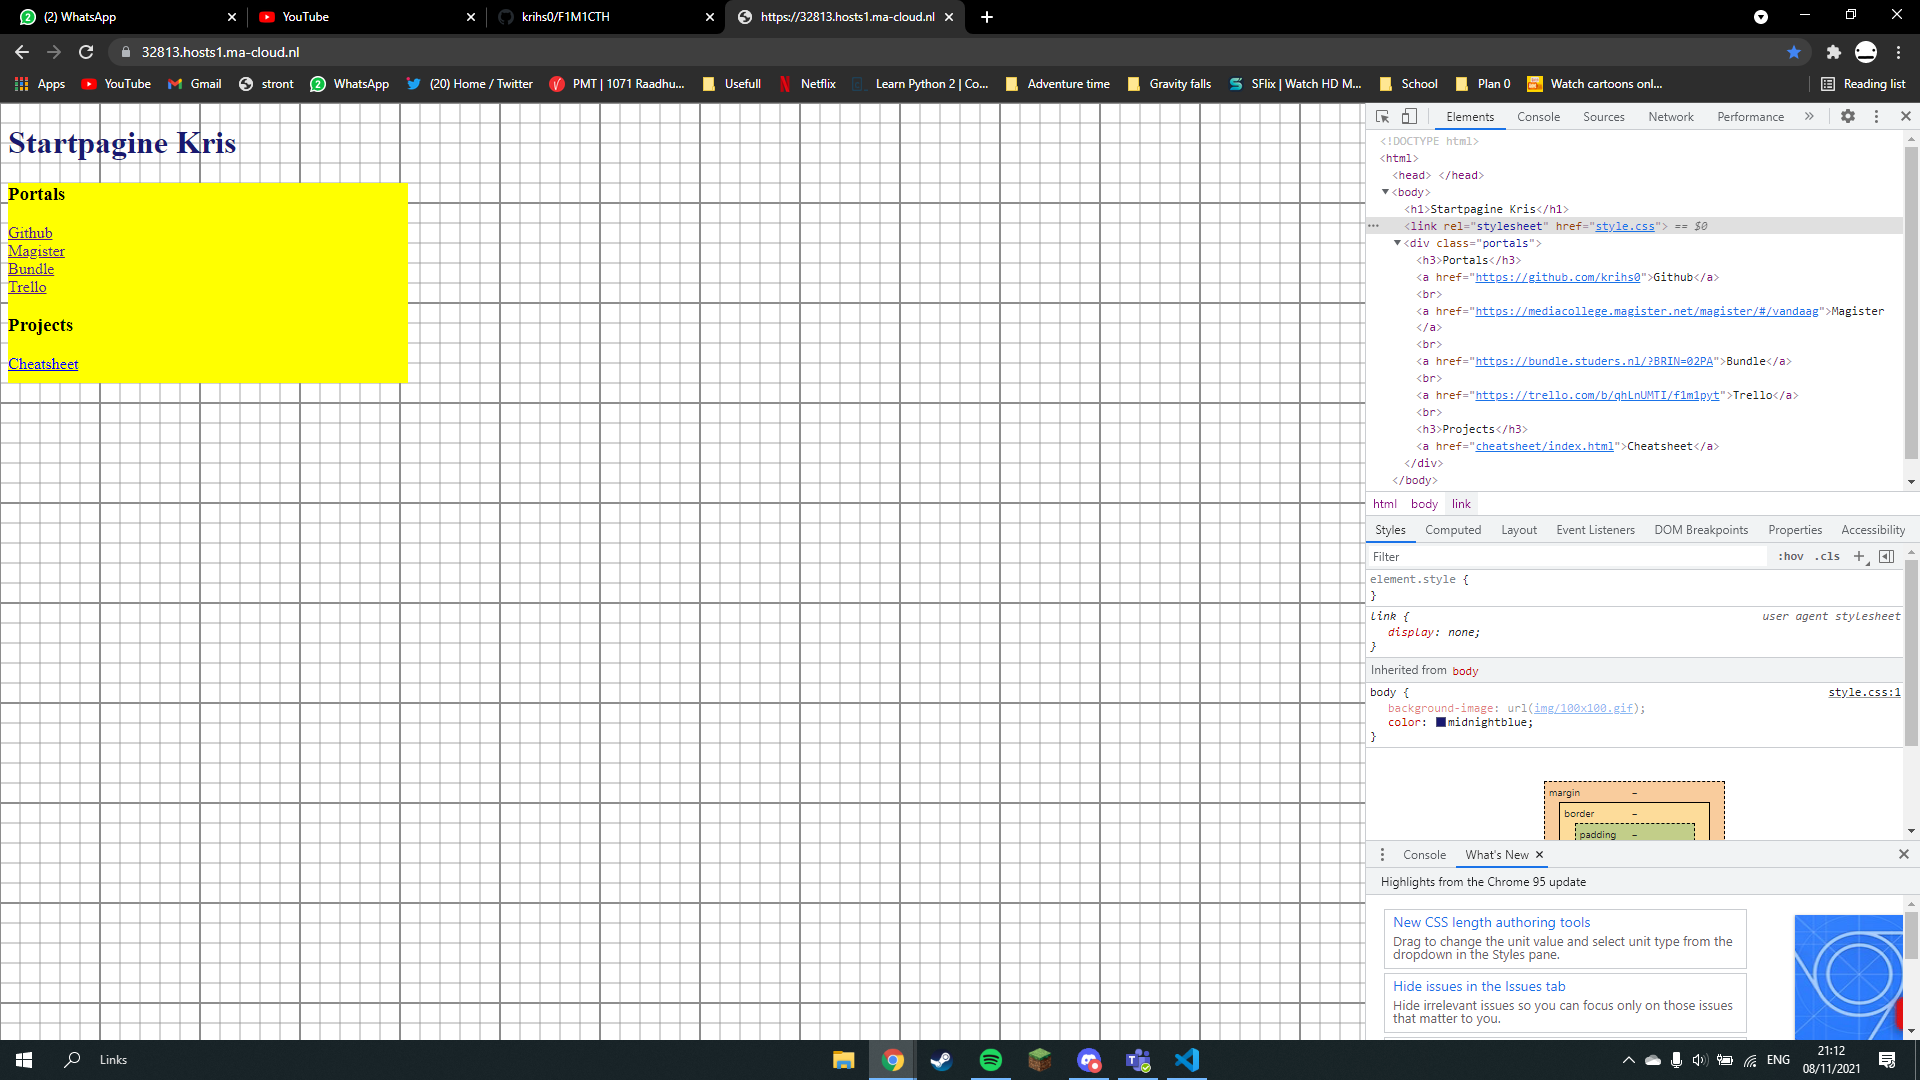 (2) WhatsApp
YouTube
krihs0/F1M1CTH
https://32813.hosts1.ma-cloud.nl
32813.hosts1.ma-cloud.nl
Apps
YouTube
Gmail
stront
WhatsApp
(20) Home / Twitter
PMT | 1071 Raadhu...
Usefull
Netflix
Learn Python 2 | Co...
Adventure time
Gravity falls
SFlix | Watch HD M...
School
Plan 0
Watch cartoons onl...
Reading list
Startpagine Kris
Portals
Github
Magister
Bundle
Trello
Projects
Cheatsheet
Elements Console Sources Network Performance »
<!DOCTYPE html>
<html>
<head> </head>
<body>
<h1>Startpagine Kris</h1>
<link rel="stylesheet" href="style.css"> == $0
<div class="portals">
<h3>Portals</h3>
<a href="https://github.com/krihs0">Github</a>
<br>
<a href="https://mediacollege.magister.net/magister/#/vandaag">Magister
</a>
<br>
<a href="https://bundle.studers.nl/?BRIN=02PA">Bundle</a>
<br>
<a href="https://trello.com/b/qhLnUMTI/f1m1pyt">Trello</a>
<br>
<h3>Projects</h3>
<a href="cheatsheet/index.html">Cheatsheet</a>
</div>
</body>
html body link
Styles Computed Layout Event Listeners DOM Breakpoints Properties Accessibility
Filter
:hov .cls +
element.style {
}
link {
user agent stylesheet
display: none;
}
Inherited from body
body {
style.css:1
background-image: url(img/100x100.gif);
color: midnightblue;
}
margin –
border –
padding –
Console What's New
Highlights from the Chrome 95 update
New CSS length authoring tools
Drag to change the unit value and select unit type from the
dropdown in the Styles pane.
Hide issues in the Issues tab
Hide irrelevant issues so you can focus only on those issues
that matter to you.
Links
ENG
21:12
08/11/2021